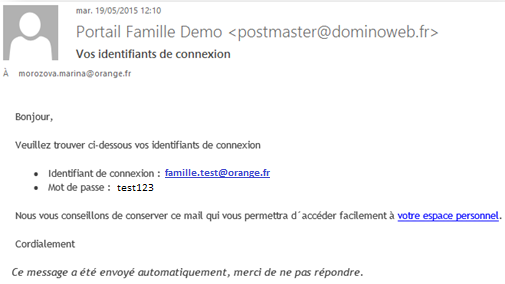 mar. 19/05/2015 12:10
Portail Famille Demo <postmaster@dominoweb.fr>
Vos identifiants de connexion
À morozova.marina@orange.fr
Bonjour,
Veuillez trouver ci-dessous vos identifiants de connexion
• Identifiant de connexion : famille.test@orange.fr
• Mot de passe : test123
Nous vous conseillons de conserver ce mail qui vous permettra d´accéder facilement à votre espace personnel.
Cordialement
Ce message a été envoyé automatiquement, merci de ne pas répondre.